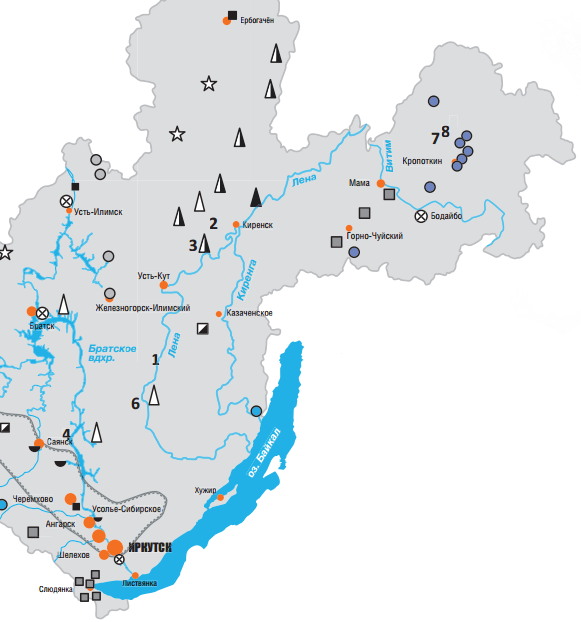 Ербогачён
7 8
Кропоткин
Витим
Лена
Мама
Бодайбо
Усть-Илимск
2
Киренск
Горно-Чуйский
3
Усть-Кут
Киренга
Железногорск-Илимский
Казаченское
Братск
Братское
вдхр.
Лена
1
6
4
Саянск
оз. Байкал
Хужир
Черемхово
Усолье-Сибирское
Ангарск
ИРКУТСК
Шелехов
Слюдянка
Листвянка